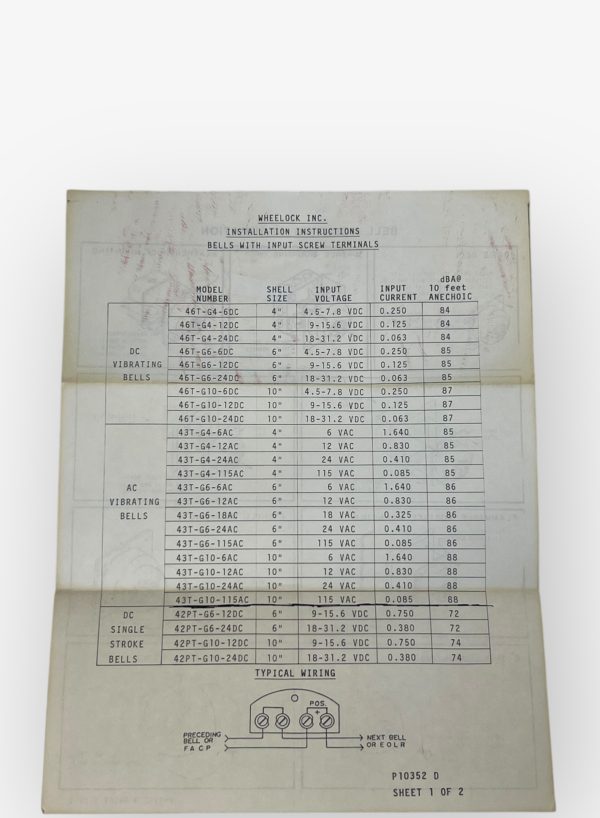 WHEELOCK INC.
INSTALLATION INSTRUCTIONS
BELLS WITH INPUT SCREW TERMINALS
MODEL NUMBER SHELL SIZE INPUT VOLTAGE INPUT CURRENT dBA@ 10 feet ANECHOIC
DC VIBRATING BELLS
46T-G4-6DC 4" 4.5-7.8 VDC 0.250 84
46T-G4-12DC 4" 9-15.6 VDC 0.125 84
46T-G4-24DC 4" 18-31.2 VDC 0.063 84
46T-G6-6DC 6" 4.5-7.8 VDC 0.250 85
46T-G6-12DC 6" 9-15.6 VDC 0.125 85
46T-G6-24DC 6" 18-31.2 VDC 0.063 85
46T-G10-6DC 10" 4.5-7.8 VDC 0.250 87
46T-G10-12DC 10" 9-15.6 VDC 0.125 87
46T-G10-24DC 10" 18-31.2 VDC 0.063 87
AC VIBRATING BELLS
43T-G4-6AC 4" 6 VAC 1.640 85
43T-G4-12AC 4" 12 VAC 0.830 85
43T-G4-24AC 4" 24 VAC 0.410 85
43T-G4-115AC 4" 115 VAC 0.085 85
43T-G6-6AC 6" 6 VAC 1.640 86
43T-G6-12AC 6" 12 VAC 0.830 86
43T-G6-18AC 6" 18 VAC 0.325 86
43T-G6-24AC 6" 24 VAC 0.410 86
43T-G6-115AC 6" 115 VAC 0.085 86
43T-G10-6AC 10" 6 VAC 1.640 88
43T-G10-12AC 10" 12 VAC 0.830 88
43T-G10-24AC 10" 24 VAC 0.410 88
43T-G10-115AC 10" 115 VAC 0.085 88
DC SINGLE STROKE BELLS
42PT-G6-12DC 6" 9-15.6 VDC 0.750 72
42PT-G6-24DC 6" 18-31.2 VDC 0.380 72
42PT-G10-12DC 10" 9-15.6 VDC 0.750 74
42PT-G10-24DC 10" 18-31.2 VDC 0.380 74
TYPICAL WIRING
POS.
+
PRECEDING
BELL OR
F A C P
NEXT BELL
OR E O L R
P10352 D
SHEET 1 OF 2